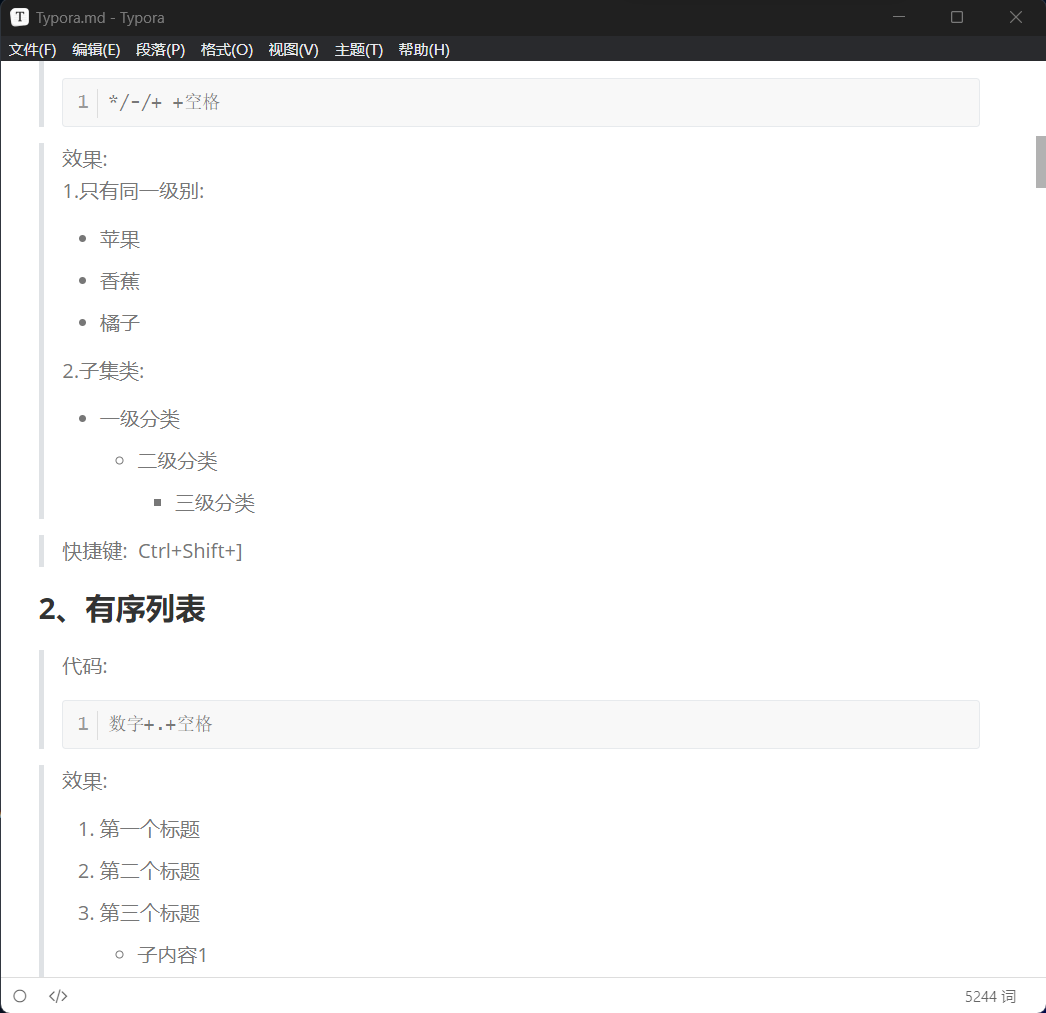 Typora.md - Typora
文件(F) 编辑(E) 段落(P) 格式(O) 视图(V) 主题(T) 帮助(H)
1 */-/+ +空格
效果:
1.只有同一级别:
苹果
香蕉
橘子
2.子集类:
一级分类
二级分类
三级分类
快捷键: Ctrl+Shift+]
2、有序列表
代码:
1 数字+.+空格
效果:
1. 第一个标题
2. 第二个标题
3. 第三个标题
子内容1
5244 词